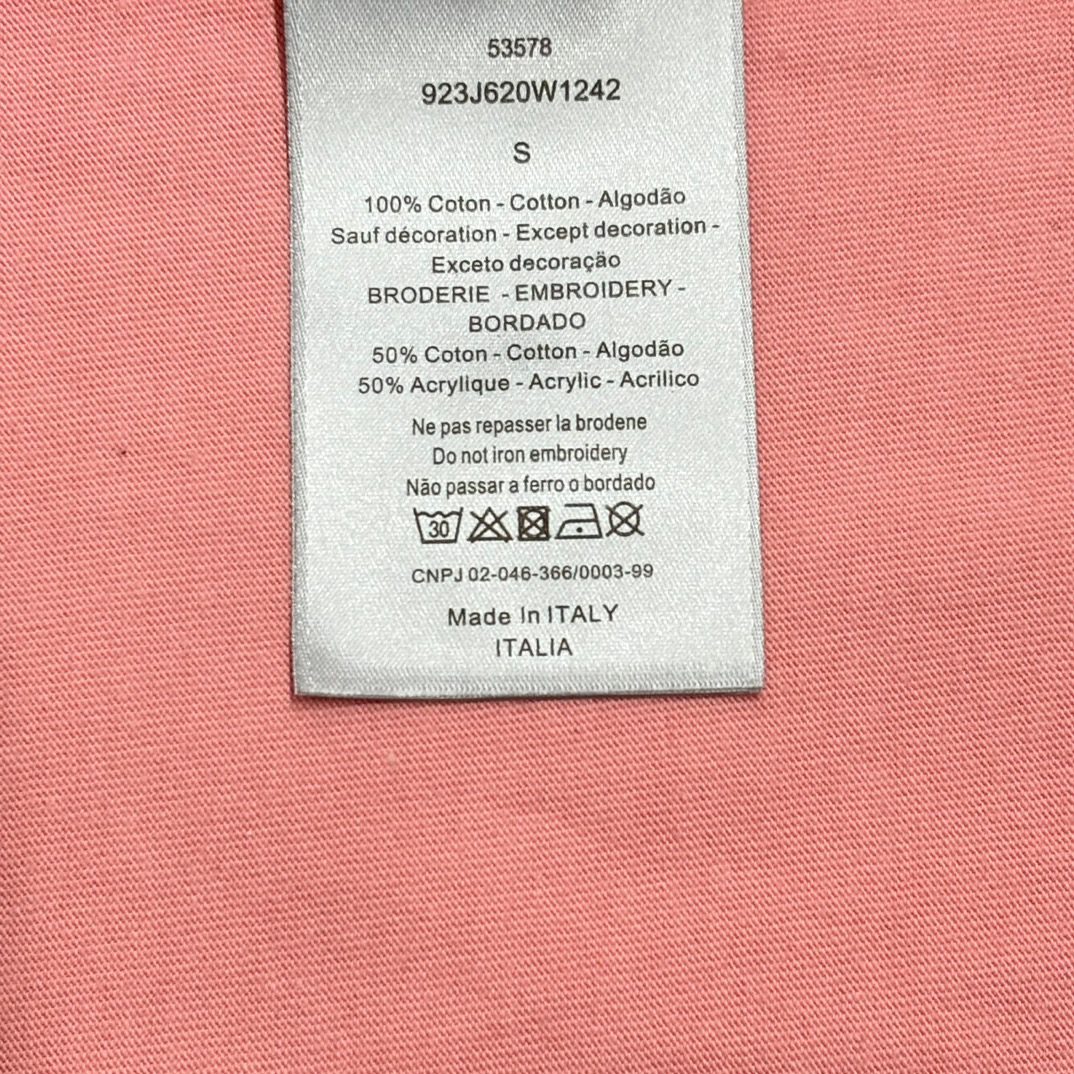 53578
923J620W1242
S
100% Coton - Cotton - Algodão
Sauf décoration - Except decoration -
Exceto decoração
BRODERIE - EMBROIDERY -
BORDADO
50% Coton - Cotton - Algodão
50% Acrylique - Acrylic - Acrilico
Ne pas repasser la brodene
Do not iron embroidery
Não passar a ferro o bordado
30
CNPJ 02-046-366/0003-99
Made In ITALY
ITALIA